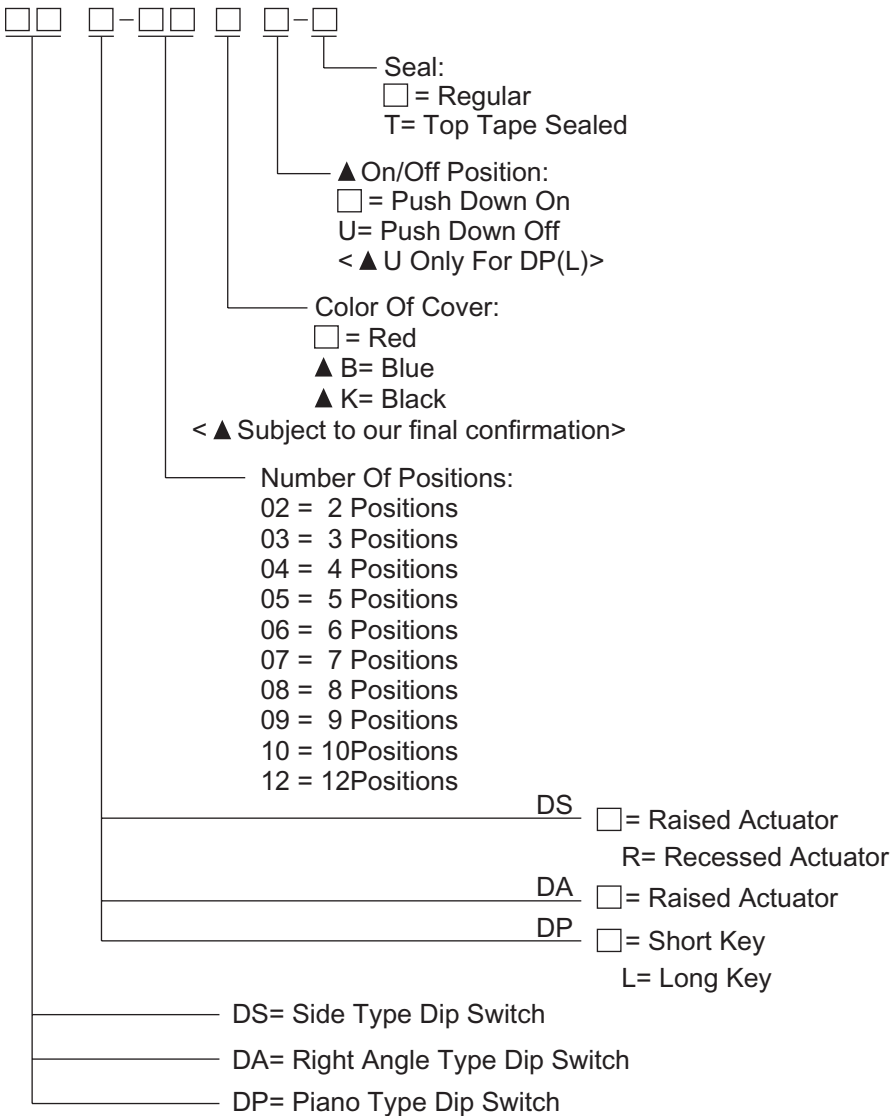 □□ □-□□ □ □-□
Seal:
□ = Regular
T= Top Tape Sealed
▲ On/Off Position:
□ = Push Down On
U= Push Down Off
< ▲ U Only For DP(L)>
Color Of Cover:
□ = Red
▲ B= Blue
▲ K= Black
< ▲ Subject to our final confirmation>
Number Of Positions:
02 = 2 Positions
03 = 3 Positions
04 = 4 Positions
05 = 5 Positions
06 = 6 Positions
07 = 7 Positions
08 = 8 Positions
09 = 9 Positions
10 = 10Positions
12 = 12Positions
DS □= Raised Actuator
R= Recessed Actuator
DA □= Raised Actuator
DP □= Short Key
L= Long Key
DS= Side Type Dip Switch
DA= Right Angle Type Dip Switch
DP= Piano Type Dip Switch